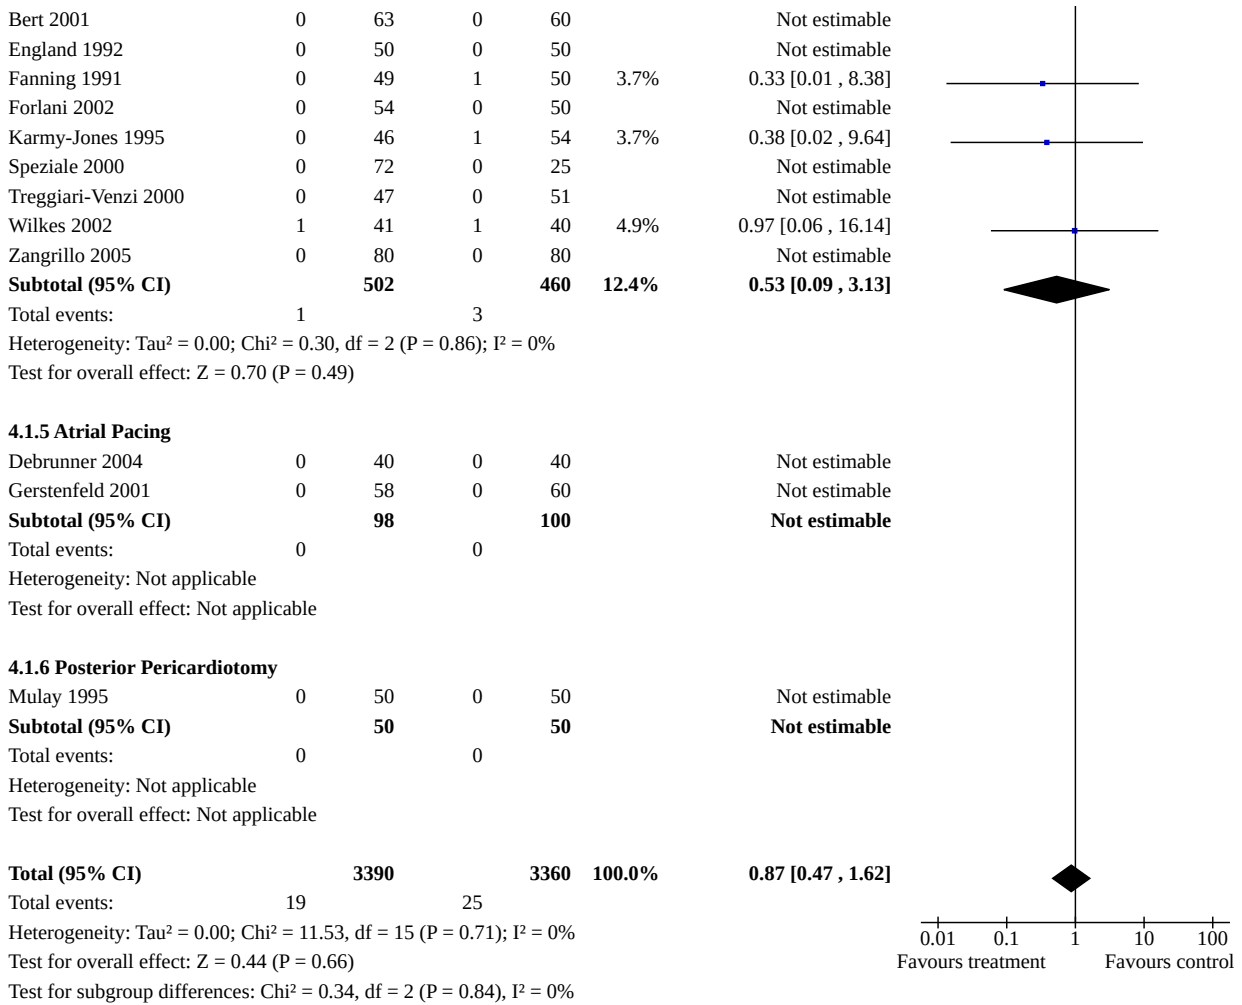 Bert 2001 0 63 0 60 Not estimable
England 1992 0 50 0 50 Not estimable
Fanning 1991 0 49 1 50 3.7% 0.33 [0.01 , 8.38]
Forlani 2002 0 54 0 50 Not estimable
Karmy-Jones 1995 0 46 1 54 3.7% 0.38 [0.02 , 9.64]
Speziale 2000 0 72 0 25 Not estimable
Treggiari-Venzi 2000 0 47 0 51 Not estimable
Wilkes 2002 1 41 1 40 4.9% 0.97 [0.06 , 16.14]
Zangrillo 2005 0 80 0 80 Not estimable
Subtotal (95% CI) 502 460 12.4% 0.53 [0.09 , 3.13]
Total events: 1 3
Heterogeneity: Tau² = 0.00; Chi² = 0.30, df = 2 (P = 0.86); I² = 0%
Test for overall effect: Z = 0.70 (P = 0.49)
4.1.5 Atrial Pacing
Debrunner 2004 0 40 0 40 Not estimable
Gerstenfeld 2001 0 58 0 60 Not estimable
Subtotal (95% CI) 98 100 Not estimable
Total events: 0 0
Heterogeneity: Not applicable
Test for overall effect: Not applicable
4.1.6 Posterior Pericardiotomy
Mulay 1995 0 50 0 50 Not estimable
Subtotal (95% CI) 50 50 Not estimable
Total events: 0 0
Heterogeneity: Not applicable
Test for overall effect: Not applicable
Total (95% CI) 3390 3360 100.0% 0.87 [0.47 , 1.62]
Total events: 19 25
Heterogeneity: Tau² = 0.00; Chi² = 11.53, df = 15 (P = 0.71); I² = 0%
Test for overall effect: Z = 0.44 (P = 0.66)
Test for subgroup differences: Chi² = 0.34, df = 2 (P = 0.84), I² = 0%
0.01 0.1 1 10 100
Favours treatment Favours control